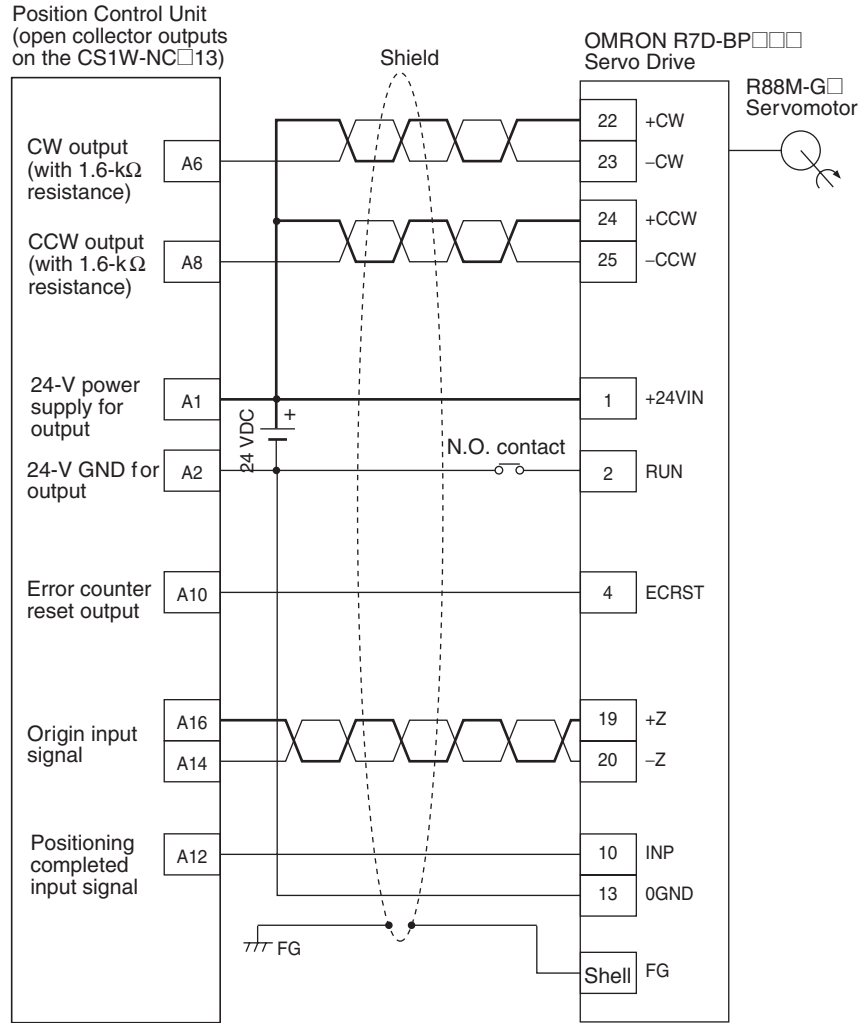 Position Control Unit
(open collector outputs
on the CS1W-NC□13)
Shield
OMRON R7D-BP□□□
Servo Drive
R88M-G□
Servomotor
CW output
(with 1.6-kΩ
resistance)
A6
22 +CW
23 −CW
CCW output
(with 1.6-kΩ
resistance)
A8
24 +CCW
25 −CCW
24-V power
supply for
output
A1
24 VDC
+
1 +24VIN
24-V GND for
output
A2
N.O. contact
2 RUN
Error counter
reset output
A10
4 ECRST
Origin input
signal
A16
A14
19 +Z
20 −Z
Positioning
completed
input signal
A12
10 INP
13 0GND
FG
Shell FG